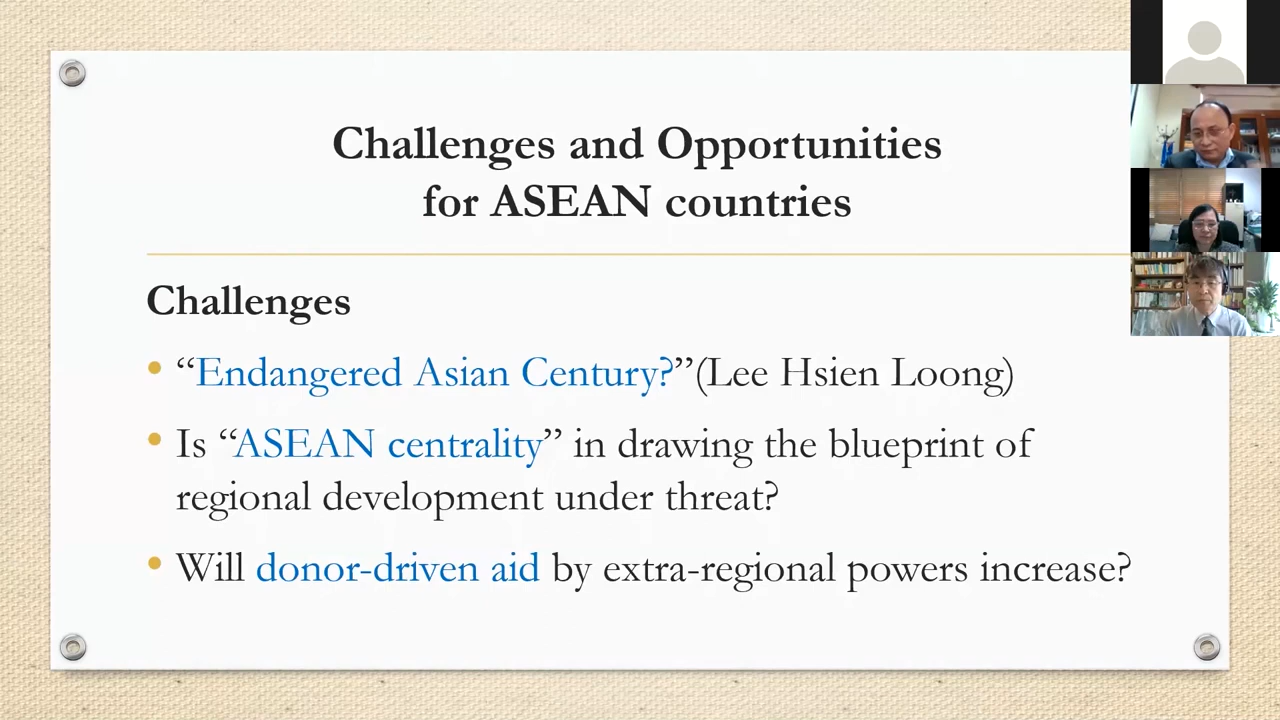 Challenges and Opportunities
for ASEAN countries
Challenges
• “Endangered Asian Century?”(Lee Hsien Loong)
• Is “ASEAN centrality” in drawing the blueprint of
regional development under threat?
• Will donor-driven aid by extra-regional powers increase?